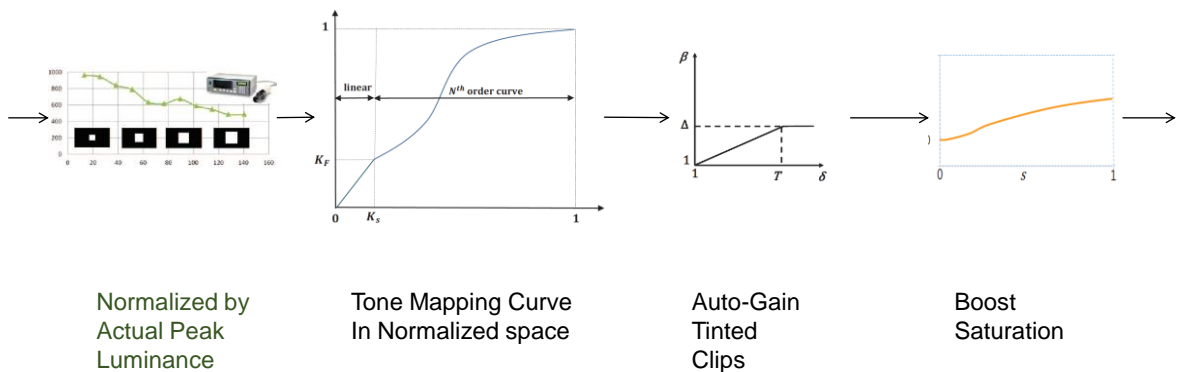 1000
800
600
400
200
0
0 20 40 60 80 100 120 140 160
1
linear
Nᵗʰ order curve
K_F
0 K_s 1
β
Δ
1
1 T δ
)
0 s 1
Normalized by
Actual Peak
Luminance
Tone Mapping Curve
In Normalized space
Auto-Gain
Tinted
Clips
Boost
Saturation